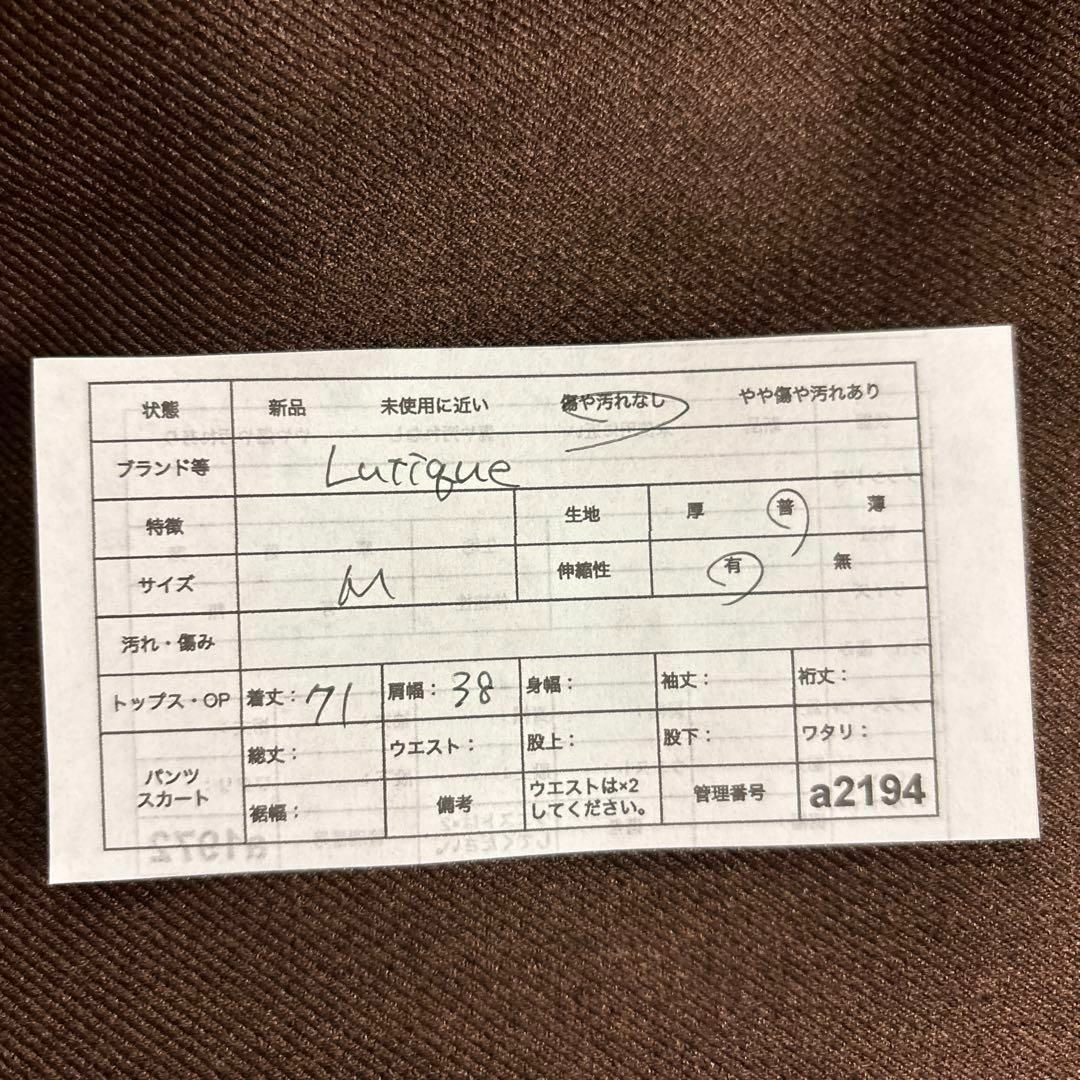 状態 新品 未使用に近い 傷や汚れなし やや傷や汚れあり
ブランド等 Lutique
特徴 生地 厚 普 薄
サイズ M 伸縮性 有 無
汚れ・傷み
トップス・OP 着丈：71 肩幅：38 身幅： 袖丈： 裄丈：
パンツ
スカート
総丈： ウエスト： 股上： 股下： ワタリ：
裾幅； 備考 ウエストは×2
してください。 管理番号 a2194
a1972